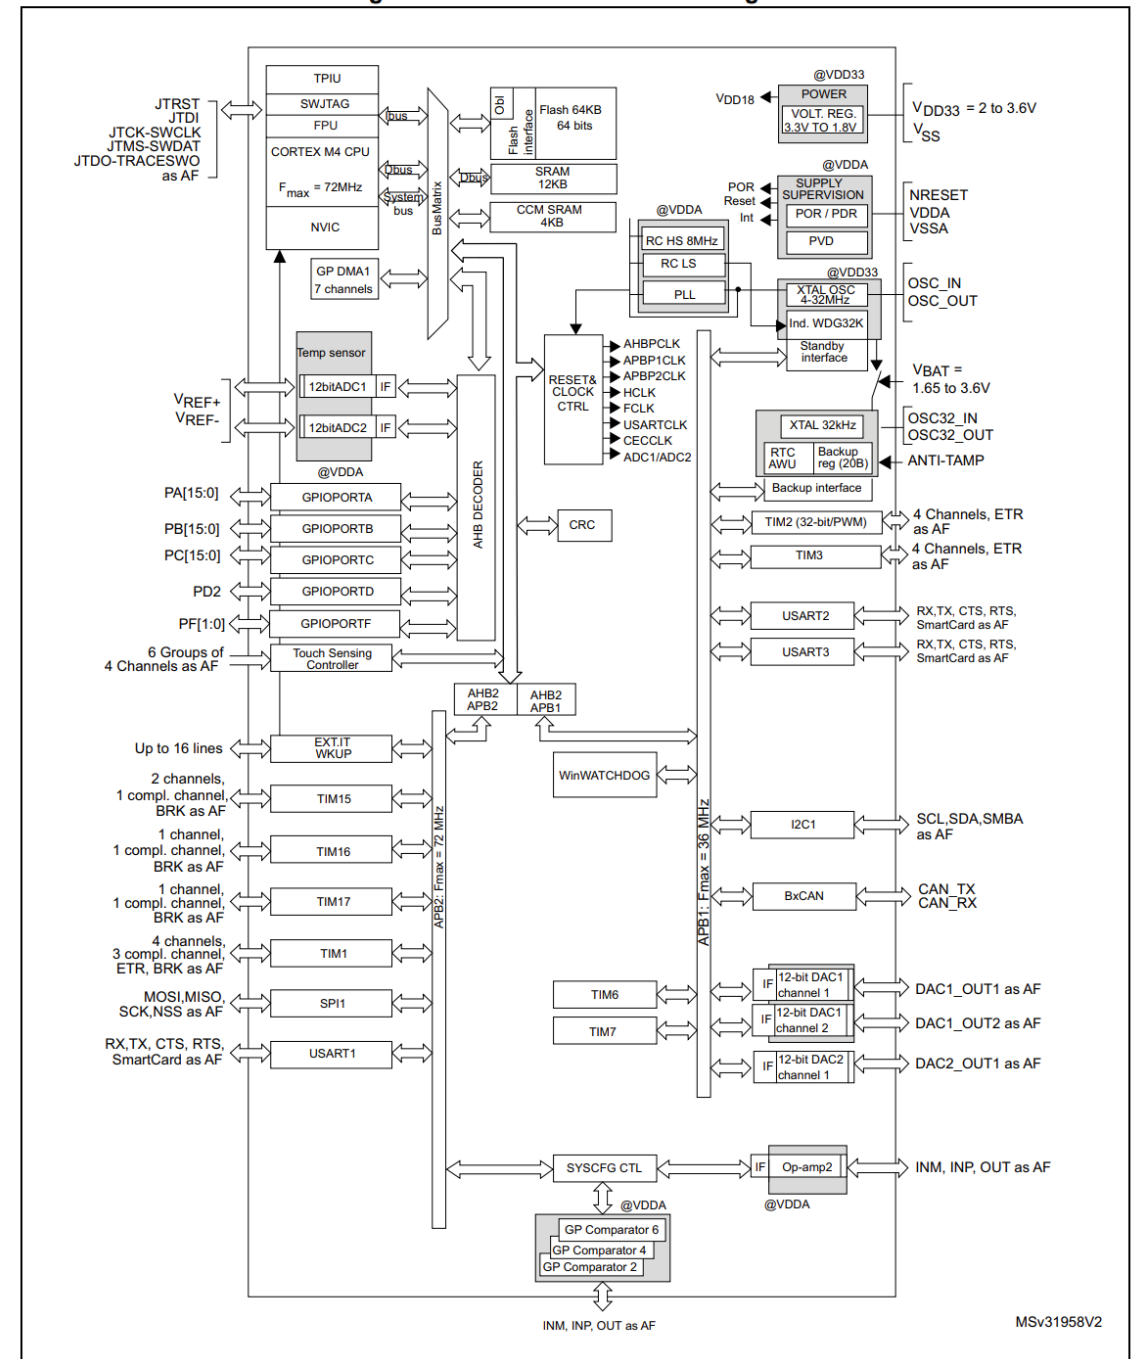 TPIU
SWJTAG
FPU
CORTEX M4 CPU
Fmax = 72MHz
NVIC
JTRST
JTDI
JTCK-SWCLK
JTMS-SWDAT
JTDO-TRACESWO
as AF
Ibus
Dbus
System
bus
BusMatrix
GP DMA1
7 channels
Obl
Flash
interface
Flash 64KB
64 bits
Dbus
SRAM
12KB
CCM SRAM
4KB
@VDD33
POWER
VOLT. REG.
3.3V TO 1.8V
VDD18
VDD33 = 2 to 3.6V
VSS
@VDDA
SUPPLY
SUPERVISION
POR / PDR
PVD
POR
Reset
Int
NRESET
VDDA
VSSA
@VDDA
RC HS 8MHz
RC LS
PLL
@VDD33
XTAL OSC
4-32MHz
Ind. WDG32K
Standby
interface
OSC_IN
OSC_OUT
VBAT =
1.65 to 3.6V
XTAL 32kHz
RTC
AWU
Backup
reg (20B)
Backup interface
OSC32_IN
OSC32_OUT
ANTI-TAMP
RESET&
CLOCK
CTRL
AHBPCLK
APBP1CLK
APBP2CLK
HCLK
FCLK
USARTCLK
CECCLK
ADC1/ADC2
Temp sensor
12bitADC1
IF
12bitADC2
IF
@VDDA
VREF+
VREF-
AHB DECODER
CRC
PA[15:0]
GPIOPORTA
PB[15:0]
GPIOPORTB
PC[15:0]
GPIOPORTC
PD2
GPIOPORTD
PF[1:0]
GPIOPORTF
6 Groups of
4 Channels as AF
Touch Sensing
Controller
AHB2
APB2
AHB2
APB1
TIM2 (32-bit/PWM)
4 Channels, ETR
as AF
TIM3
4 Channels, ETR
as AF
USART2
RX,TX, CTS, RTS,
SmartCard as AF
USART3
RX,TX, CTS, RTS,
SmartCard as AF
Up to 16 lines
EXT.IT
WKUP
2 channels,
1 compl. channel,
BRK as AF
TIM15
1 channel,
1 compl. channel,
BRK as AF
TIM16
1 channel,
1 compl. channel,
BRK as AF
TIM17
4 channels,
3 compl. channel,
ETR, BRK as AF
TIM1
MOSI,MISO,
SCK,NSS as AF
SPI1
RX,TX, CTS, RTS,
SmartCard as AF
USART1
APB2: Fmax = 72 MHz
WinWATCHDOG
APB1: Fmax = 36 MHz
I2C1
SCL,SDA,SMBA
as AF
BxCAN
CAN_TX
CAN_RX
TIM6
TIM7
IF
12-bit DAC1
channel 1
DAC1_OUT1 as AF
IF
12-bit DAC1
channel 2
DAC1_OUT2 as AF
IF
12-bit DAC2
channel 1
DAC2_OUT1 as AF
SYSCFG CTL
IF
Op-amp2
INM, INP, OUT as AF
@VDDA
@VDDA
GP Comparator 6
GP Comparator 4
GP Comparator 2
INM, INP, OUT as AF
MSv31958V2